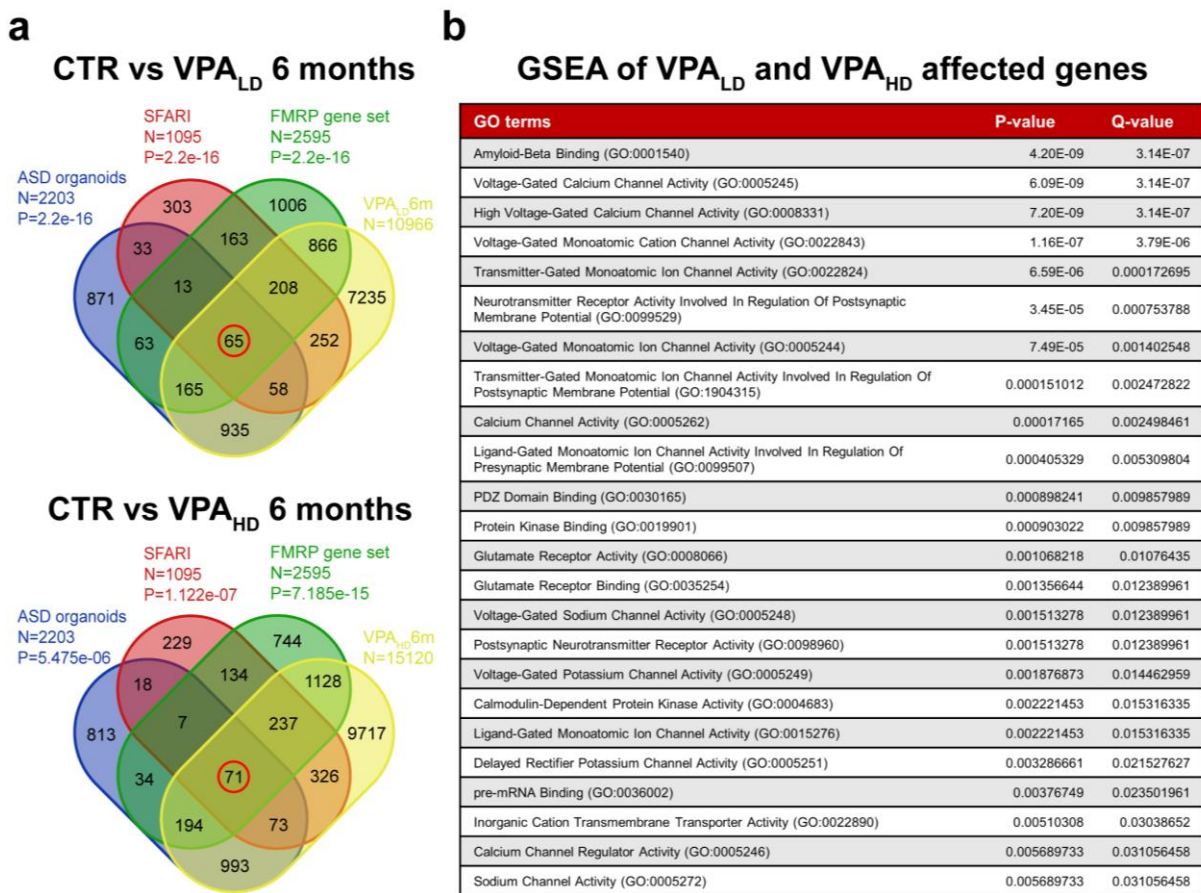 a
CTR vs VPA_LD 6 months
SFARI
N=1095
P=2.2e-16
FMRP gene set
N=2595
P=2.2e-16
ASD organoids
N=2203
P=2.2e-16
VPA_LD6m
N=10966
303
1006
33
163
866
871
13
208
7235
63
65
252
165
58
935
CTR vs VPA_HD 6 months
SFARI
N=1095
P=1.122e-07
FMRP gene set
N=2595
P=7.185e-15
ASD organoids
N=2203
P=5.475e-06
VPA_HD6m
N=15120
229
744
18
134
1128
813
7
237
9717
34
71
326
194
73
993
b
GSEA of VPA_LD and VPA_HD affected genes
GO terms P-value Q-value
Amyloid-Beta Binding (GO:0001540) 4.20E-09 3.14E-07
Voltage-Gated Calcium Channel Activity (GO:0005245) 6.09E-09 3.14E-07
High Voltage-Gated Calcium Channel Activity (GO:0008331) 7.20E-09 3.14E-07
Voltage-Gated Monoatomic Cation Channel Activity (GO:0022843) 1.16E-07 3.79E-06
Transmitter-Gated Monoatomic Ion Channel Activity (GO:0022824) 6.59E-06 0.000172695
Neurotransmitter Receptor Activity Involved In Regulation Of Postsynaptic
Membrane Potential (GO:0099529) 3.45E-05 0.000753788
Voltage-Gated Monoatomic Ion Channel Activity (GO:0005244) 7.49E-05 0.001402548
Transmitter-Gated Monoatomic Ion Channel Activity Involved In Regulation Of
Postsynaptic Membrane Potential (GO:1904315) 0.000151012 0.002472822
Calcium Channel Activity (GO:0005262) 0.00017165 0.002498461
Ligand-Gated Monoatomic Ion Channel Activity Involved In Regulation Of
Presynaptic Membrane Potential (GO:0099507) 0.000405329 0.005309804
PDZ Domain Binding (GO:0030165) 0.000898241 0.009857989
Protein Kinase Binding (GO:0019901) 0.000903022 0.009857989
Glutamate Receptor Activity (GO:0008066) 0.001068218 0.01076435
Glutamate Receptor Binding (GO:0035254) 0.001356644 0.012389961
Voltage-Gated Sodium Channel Activity (GO:0005248) 0.001513278 0.012389961
Postsynaptic Neurotransmitter Receptor Activity (GO:0098960) 0.001513278 0.012389961
Voltage-Gated Potassium Channel Activity (GO:0005249) 0.001876873 0.014462959
Calmodulin-Dependent Protein Kinase Activity (GO:0004683) 0.002221453 0.015316335
Ligand-Gated Monoatomic Ion Channel Activity (GO:0015276) 0.002221453 0.015316335
Delayed Rectifier Potassium Channel Activity (GO:0005251) 0.003286661 0.021527627
pre-mRNA Binding (GO:0036002) 0.00376749 0.023501961
Inorganic Cation Transmembrane Transporter Activity (GO:0022890) 0.00510308 0.03038652
Calcium Channel Regulator Activity (GO:0005246) 0.005689733 0.031056458
Sodium Channel Activity (GO:0005272) 0.005689733 0.031056458